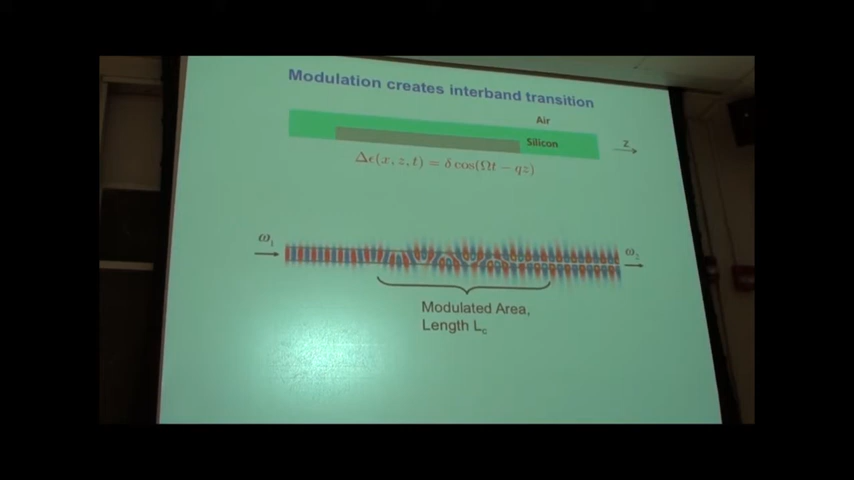 Modulation creates interband transition
Air
Silicon
z
Δϵ(x, z, t) = δ cos(Ωt − qz)
ω₁
ω₂
Modulated Area,
Length Lc